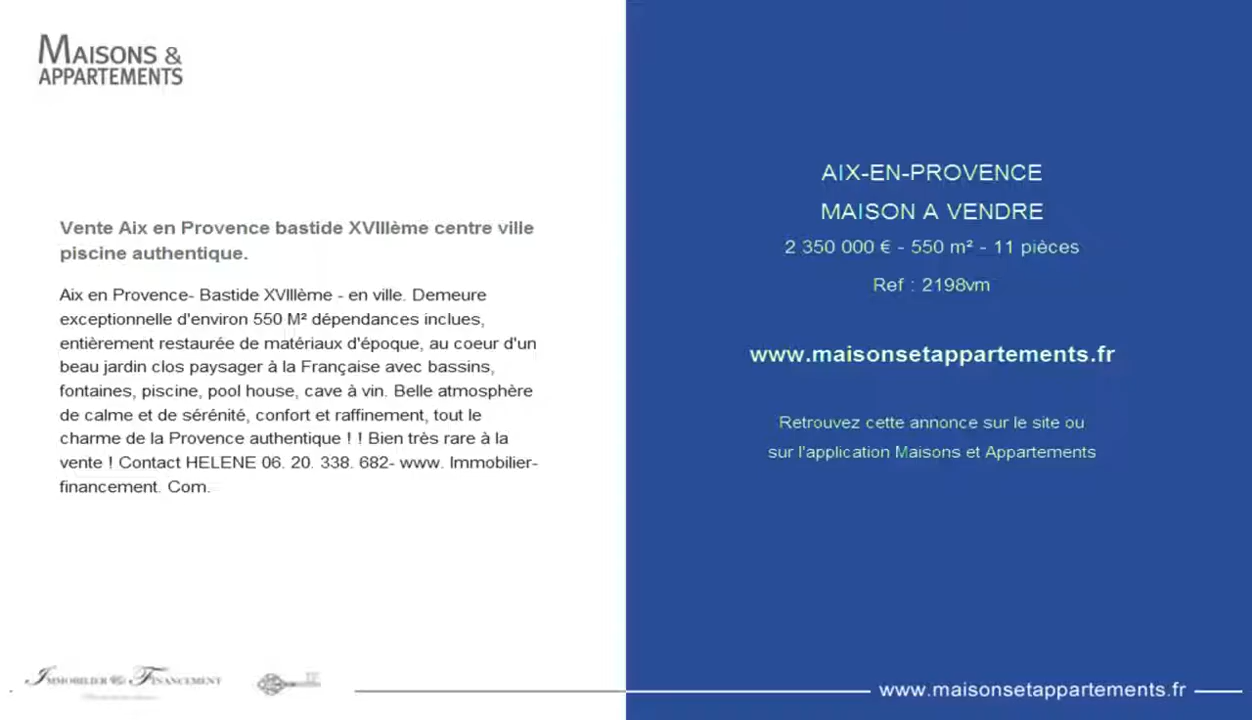 MAISONS &
APPARTEMENTS
Vente Aix en Provence bastide XVIIIème centre ville
piscine authentique.
Aix en Provence- Bastide XVIIIème - en ville. Demeure
exceptionnelle d'environ 550 M² dépendances inclues,
entièrement restaurée de matériaux d'époque, au coeur d'un
beau jardin clos paysager à la Française avec bassins,
fontaines, piscine, pool house, cave à vin. Belle atmosphère
de calme et de sérénité, confort et raffinement, tout le
charme de la Provence authentique ! ! Bien très rare à la
vente ! Contact HELENE 06. 20. 338. 682- www. Immobilier-
financement. Com.
AIX-EN-PROVENCE
MAISON A VENDRE
2 350 000 € - 550 m² - 11 pièces
Ref : 2198vm
www.maisonsetappartements.fr
Retrouvez cette annonce sur le site ou
sur l'application Maisons et Appartements
IMMOBILIER FINANCEMENT
www.maisonsetappartements.fr